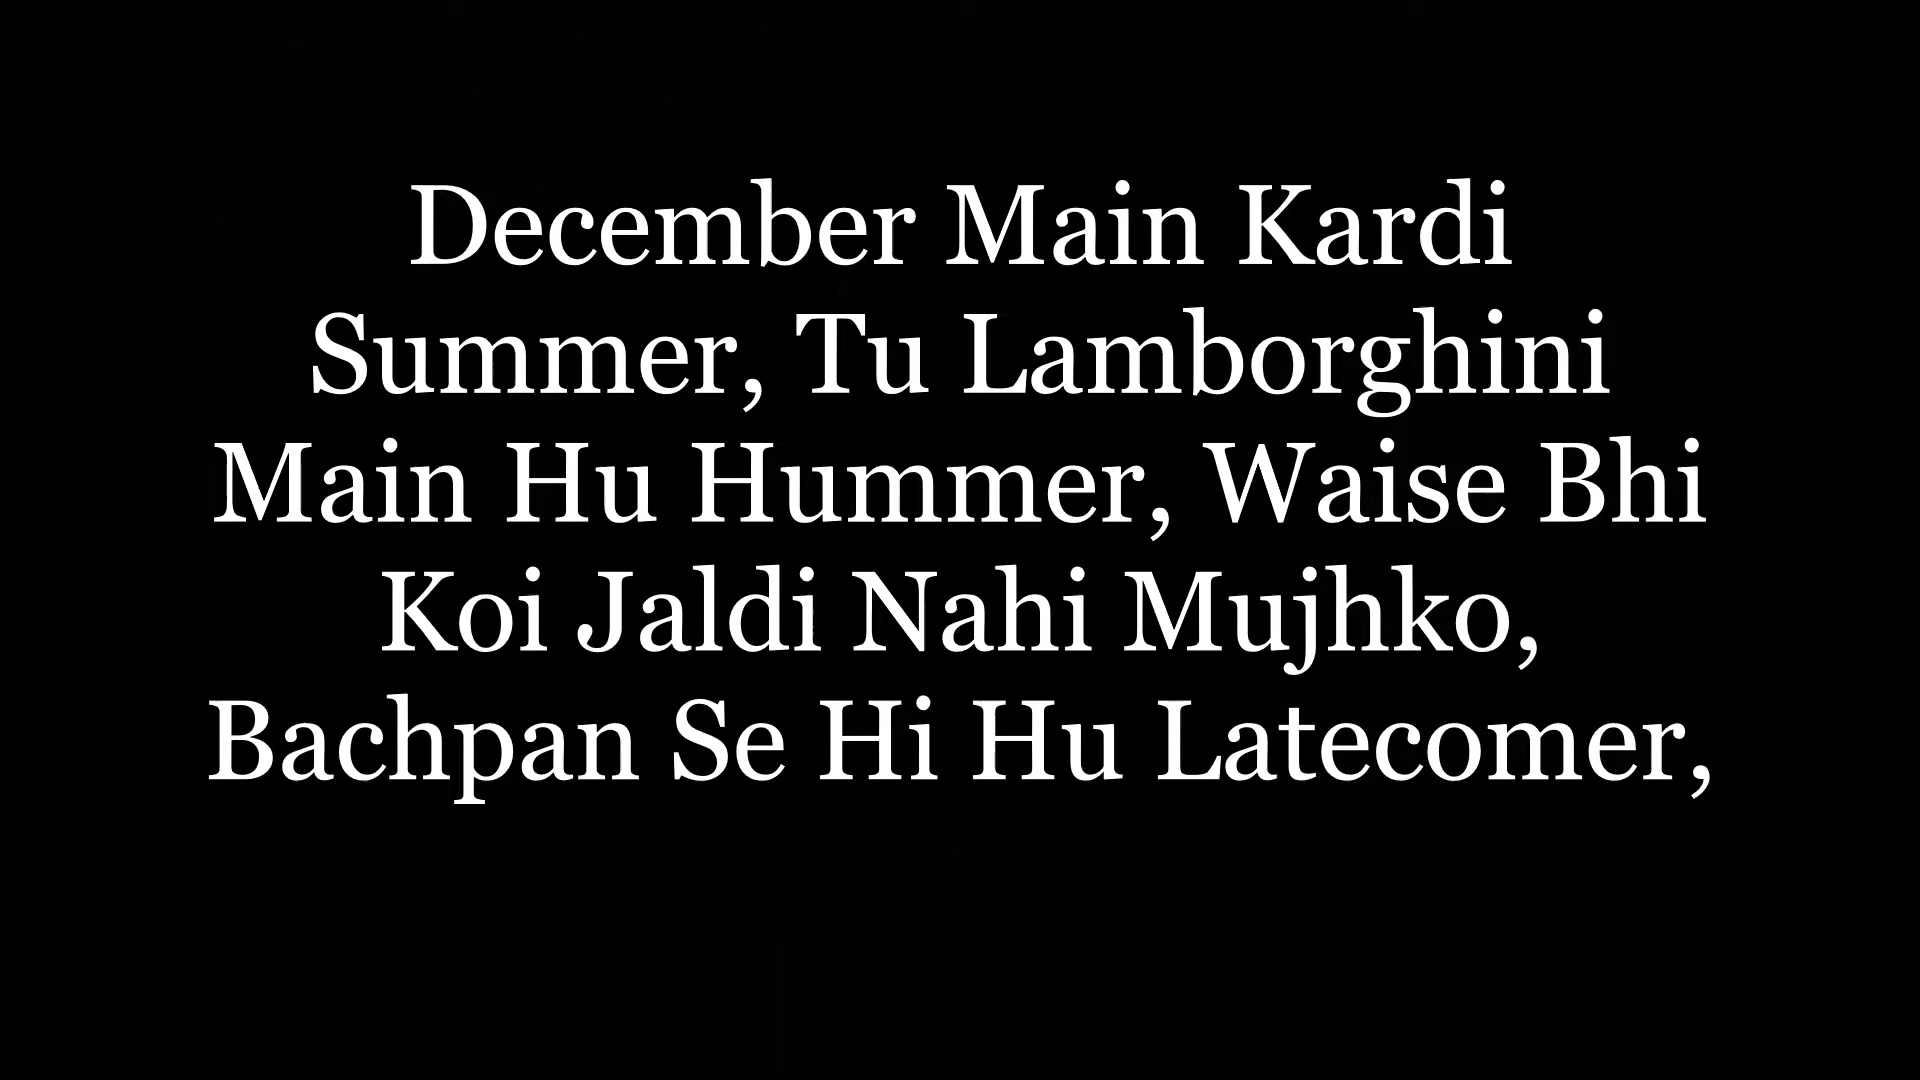 December Main Kardi
Summer, Tu Lamborghini
Main Hu Hummer, Waise Bhi
Koi Jaldi Nahi Mujhko,
Bachpan Se Hi Hu Latecomer,